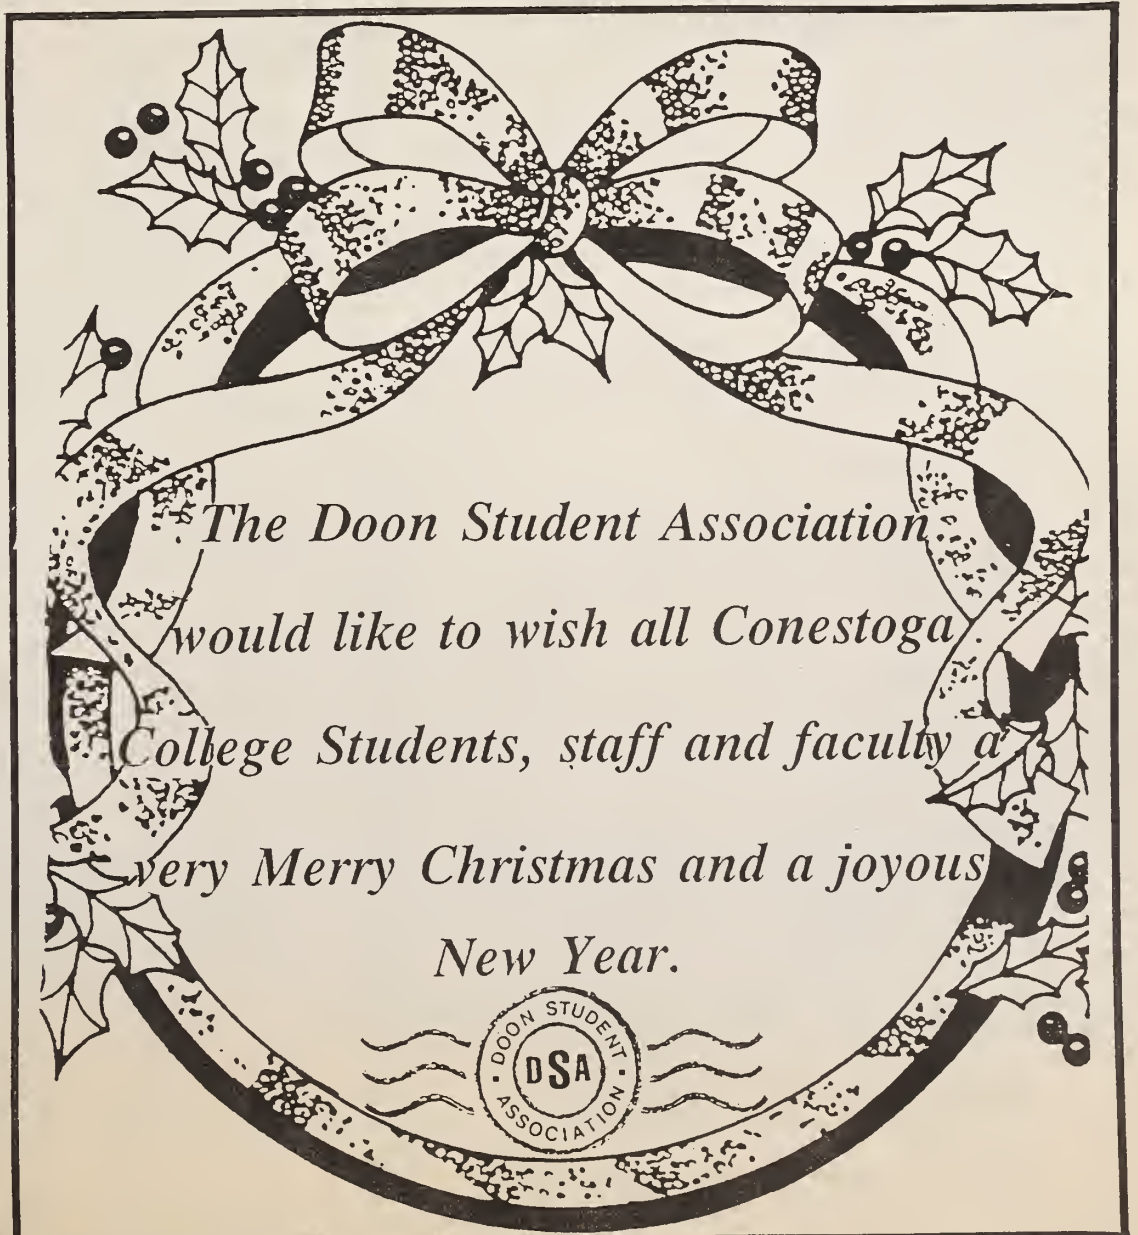 The Doon Student Association
would like to wish all Conestoga
College Students, staff and faculty a
very Merry Christmas and a joyous
New Year.
DOON STUDENT
DSA
ASSOCIATION